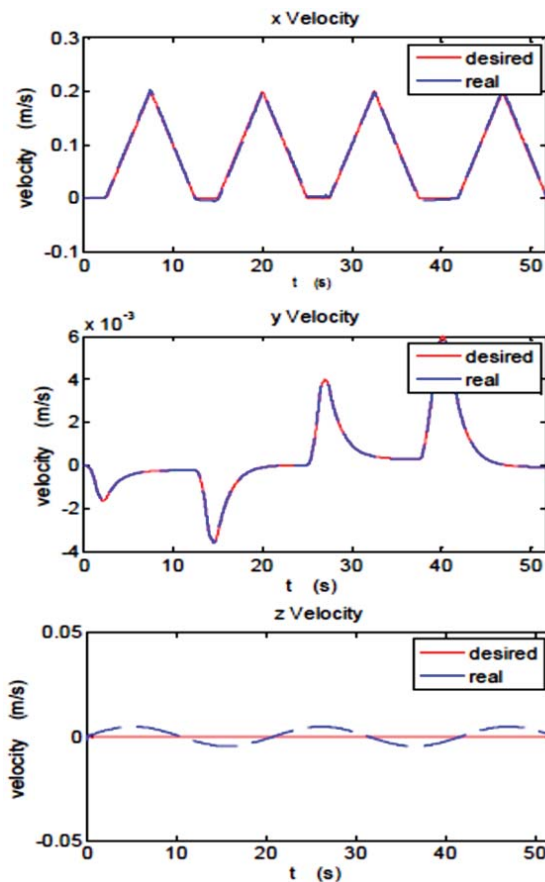 x Velocity
0.3
0.2
0.1
0
-0.1
velocity (m/s)
desired
real
0 10 20 30 40 50
t (s)
x 10⁻³
y Velocity
6
4
2
0
-2
-4
velocity (m/s)
desired
real
0 10 20 30 40 50
t (s)
z Velocity
0.05
0
-0.05
velocity (m/s)
desired
real
0 10 20 30 40 50
t (s)